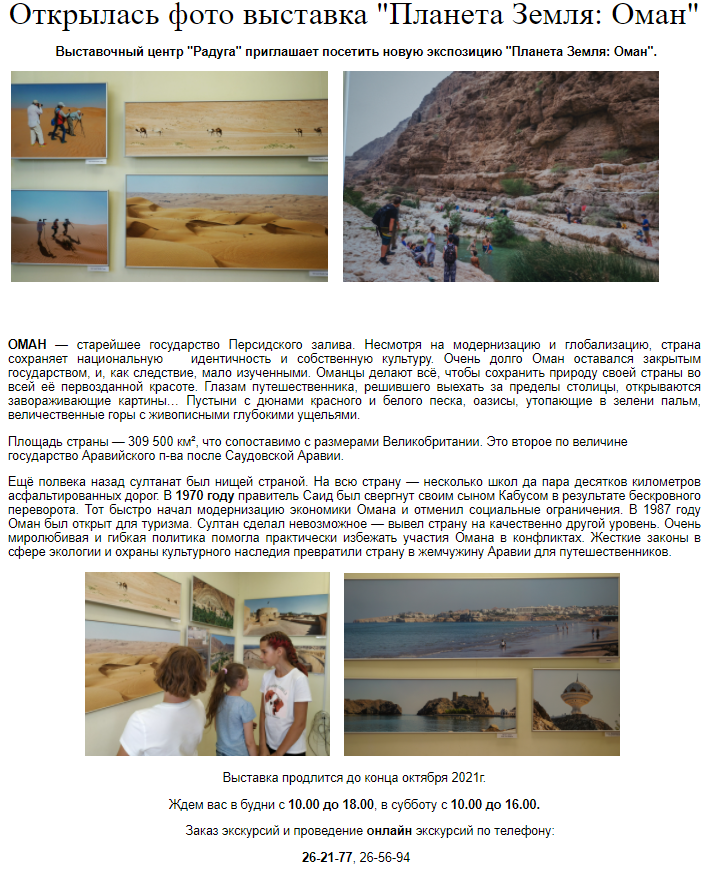 Открылась фото выставка "Планета Земля: Оман"
Выставочный центр "Радуга" приглашает посетить новую экспозицию "Планета Земля: Оман".
ОМАН — старейшее государство Персидского залива. Несмотря на модернизацию и глобализацию, страна
сохраняет национальную идентичность и собственную культуру. Очень долго Оман оставался закрытым
государством, и, как следствие, мало изученными. Оманцы делают всё, чтобы сохранить природу своей страны во
всей её первозданной красоте. Глазам путешественника, решившего выехать за пределы столицы, открываются
завораживающие картины... Пустыни с дюнами красного и белого песка, оазисы, утопающие в зелени пальм,
величественные горы с живописными глубокими ущельями.
Площадь страны — 309 500 км², что сопоставимо с размерами Великобритании. Это второе по величине
государство Аравийского п-ва после Саудовской Аравии.
Ещё полвека назад султанат был нищей страной. На всю страну — несколько школ да пара десятков километров
асфальтированных дорог. В 1970 году правитель Саид был свергнут своим сыном Кабусом в результате бескровного
переворота. Тот быстро начал модернизацию экономики Омана и отменил социальные ограничения. В 1987 году
Оман был открыт для туризма. Султан сделал невозможное — вывел страну на качественно другой уровень. Очень
миролюбивая и гибкая политика помогла практически избежать участия Омана в конфликтах. Жесткие законы в
сфере экологии и охраны культурного наследия превратили страну в жемчужину Аравии для путешественников.
Выставка продлится до конца октября 2021г.
Ждем вас в будни с 10.00 до 18.00, в субботу с 10.00 до 16.00.
Заказ экскурсий и проведение онлайн экскурсий по телефону:
26-21-77, 26-56-94